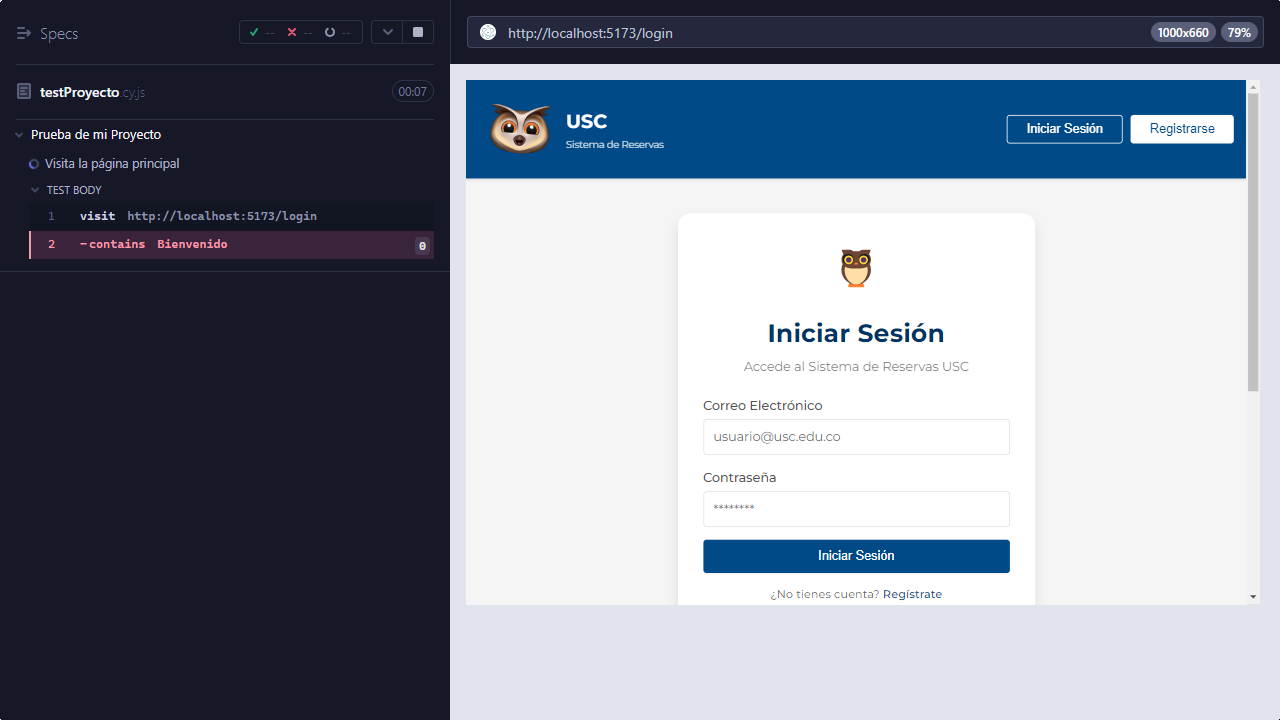 Specs
-- -- --
testProyecto.cy.js
00:07
Prueba de mi Proyecto
Visita la página principal
TEST BODY
1 visit http://localhost:5173/login
2 -contains Bienvenido 0
http://localhost:5173/login
1000x660 79%
USC
Sistema de Reservas
Iniciar Sesión
Registrarse
Iniciar Sesión
Accede al Sistema de Reservas USC
Correo Electrónico
usuario@usc.edu.co
Contraseña
********
Iniciar Sesión
¿No tienes cuenta? Regístrate